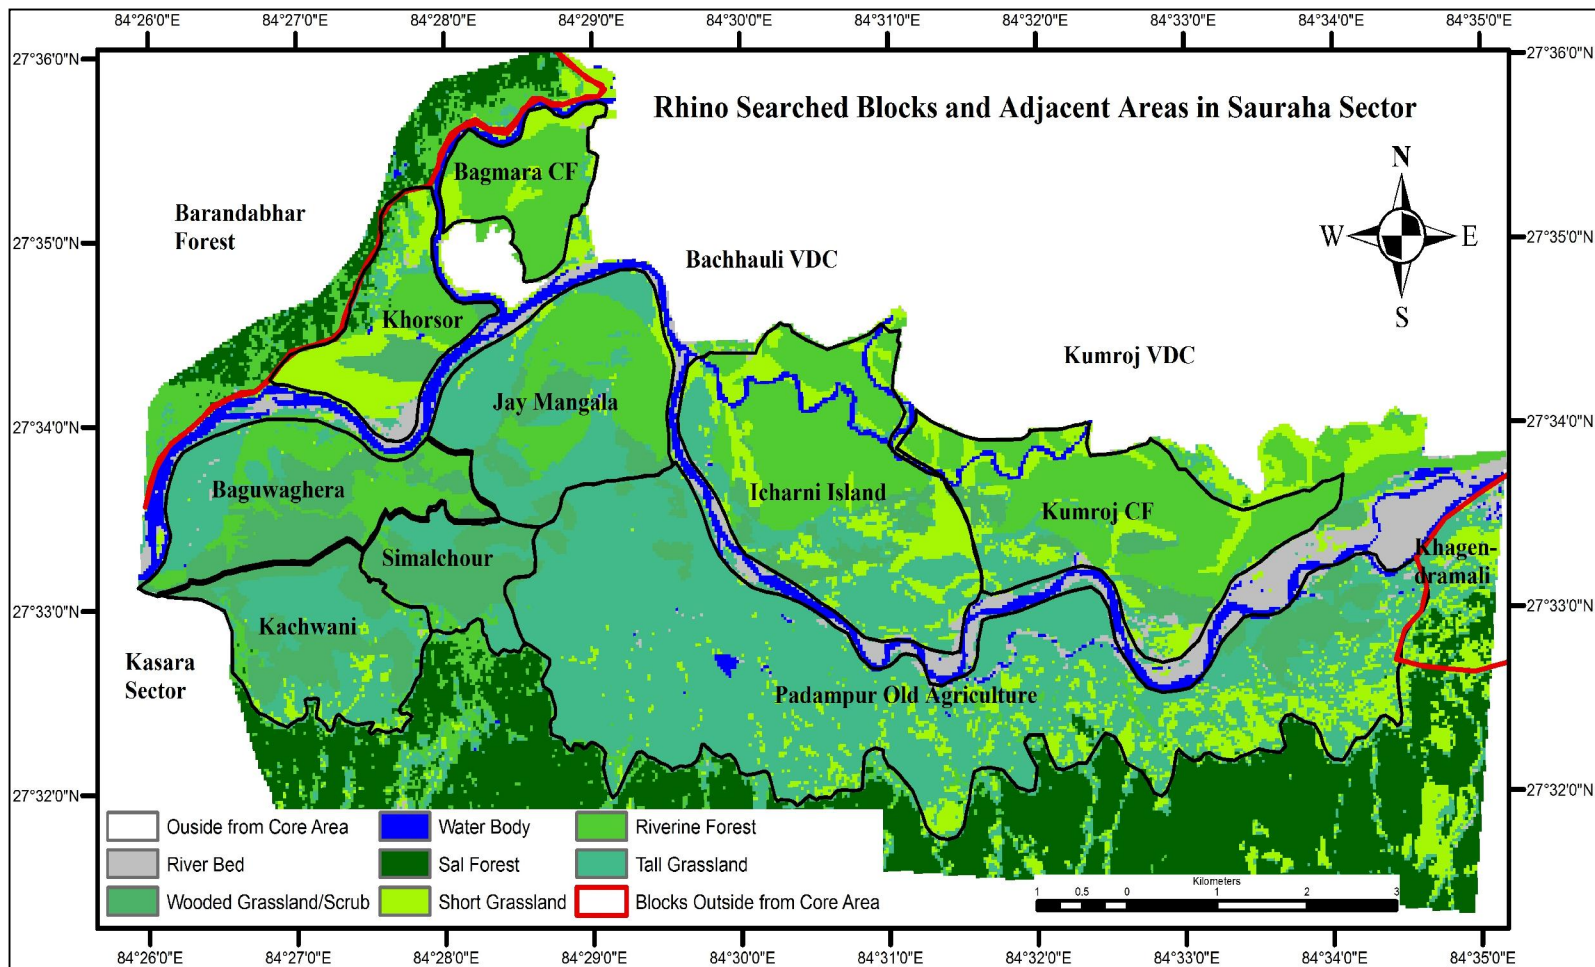 84°26'0"E 84°27'0"E 84°28'0"E 84°29'0"E 84°30'0"E 84°31'0"E 84°32'0"E 84°33'0"E 84°34'0"E 84°35'0"E
27°36'0"N 27°36'0"N
Rhino Searched Blocks and Adjacent Areas in Sauraha Sector
N
W E
S
Bagmara CF
Barandabhar
Forest
27°35'0"N 27°35'0"N
Bachhauli VDC
Khorsor
Kumroj VDC
Jay Mangala
27°34'0"N 27°34'0"N
Baguwaghera
Icharni Island
Kumroj CF
Simalchour
Khagen-
dramali
27°33'0"N 27°33'0"N
Kachwani
Kasara
Sector
Padampur Old Agriculture
27°32'0"N 27°32'0"N
Ouside from Core Area
Water Body
Riverine Forest
River Bed
Sal Forest
Tall Grassland
Wooded Grassland/Scrub
Short Grassland
Blocks Outside from Core Area
Kilometers
1 0.5 0 1 2 3
84°26'0"E 84°27'0"E 84°28'0"E 84°29'0"E 84°30'0"E 84°31'0"E 84°32'0"E 84°33'0"E 84°34'0"E 84°35'0"E